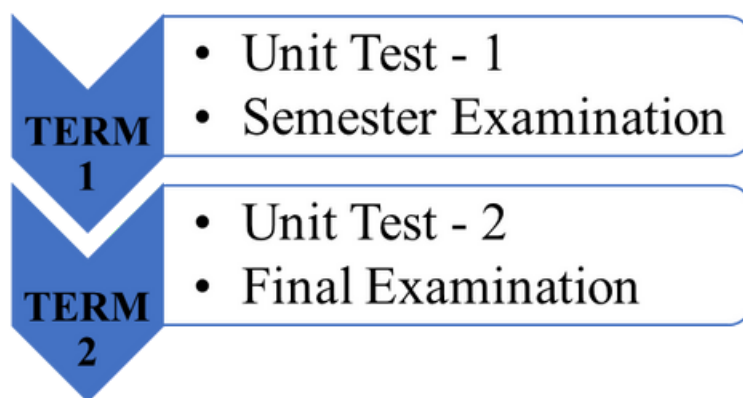 TERM
1
• Unit Test - 1
• Semester Examination
TERM
2
• Unit Test - 2
• Final Examination